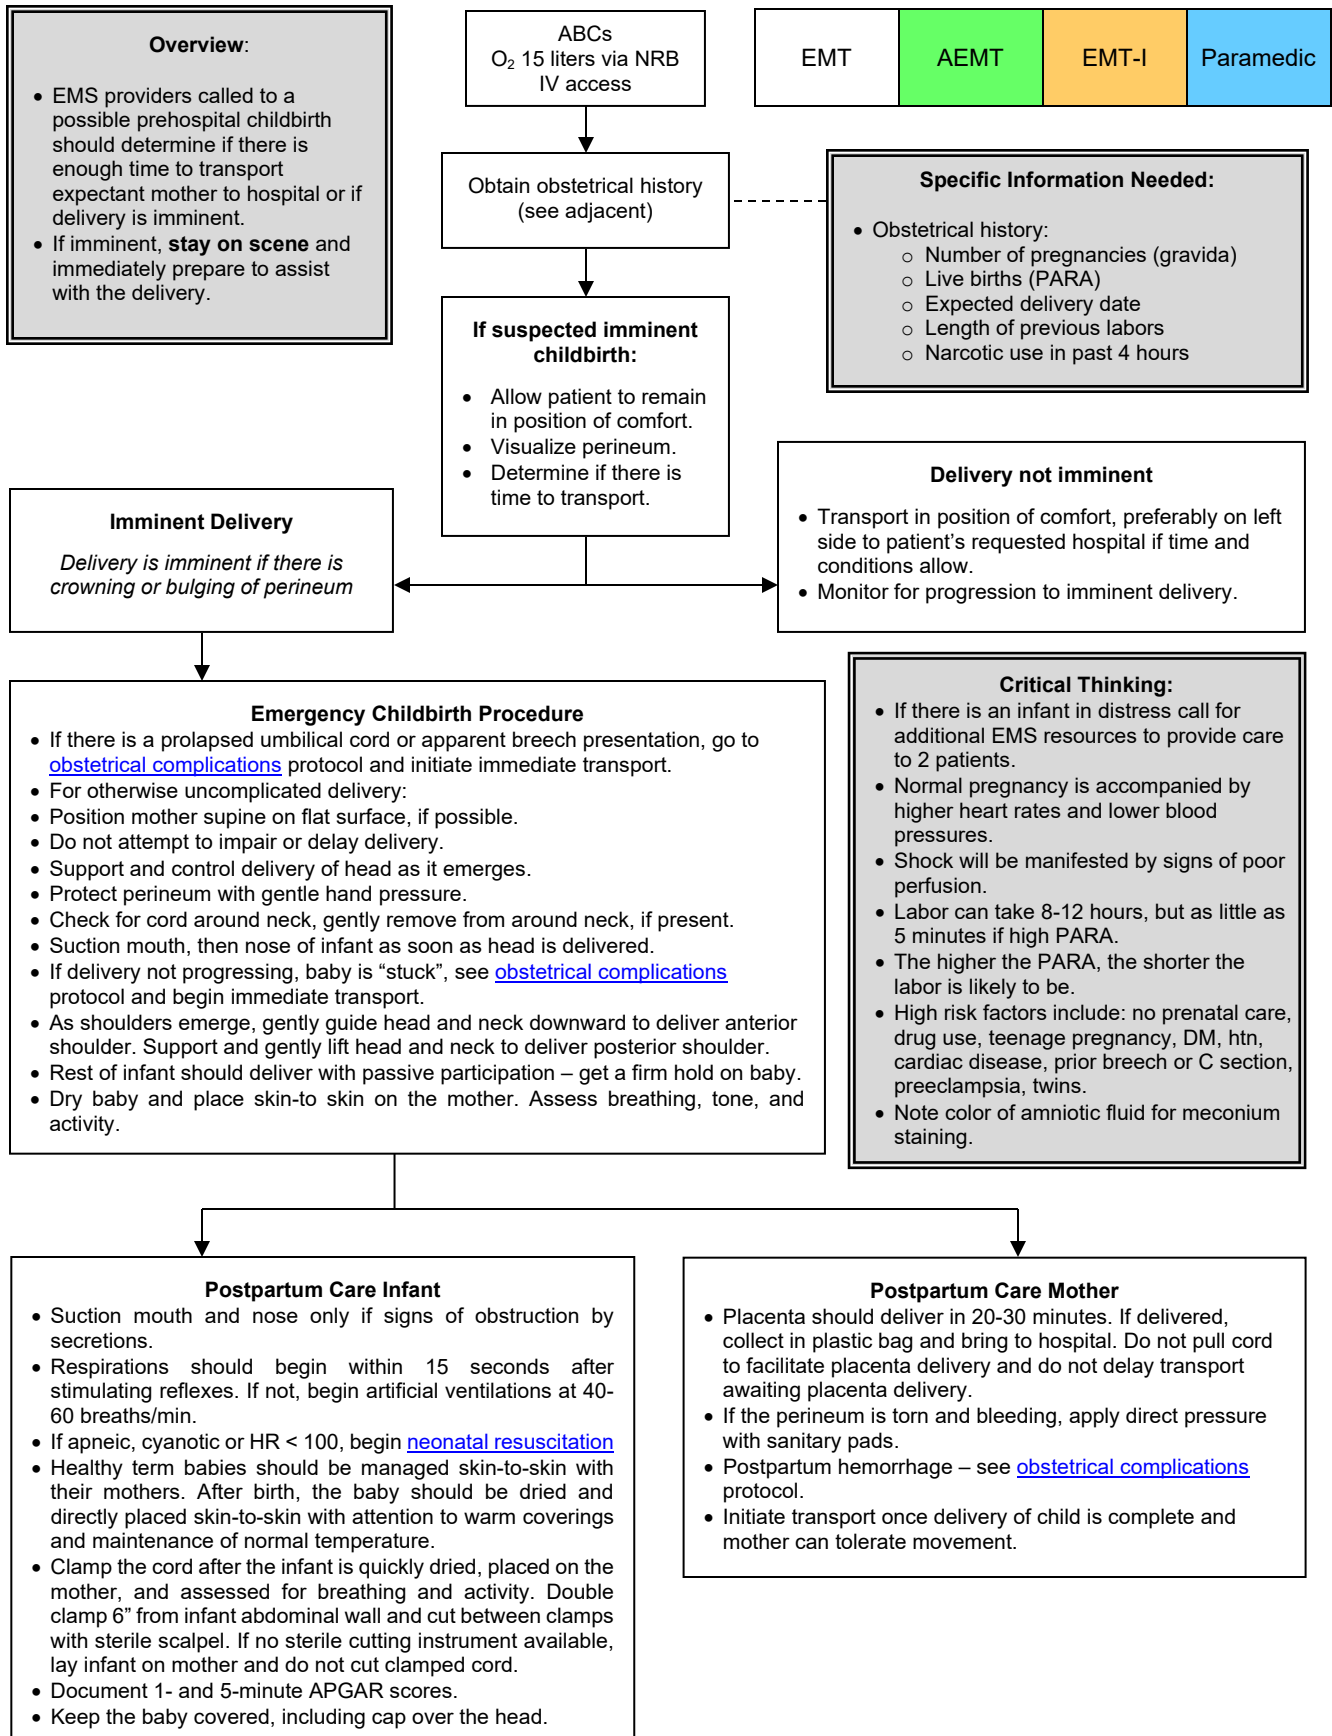 Overview:
• EMS providers called to a
possible prehospital childbirth
should determine if there is
enough time to transport
expectant mother to hospital or if
delivery is imminent.
• If imminent, stay on scene and
immediately prepare to assist
with the delivery.
ABCs
O₂ 15 liters via NRB
IV access
EMT
AEMT
EMT-I
Paramedic
Obtain obstetrical history
(see adjacent)
Specific Information Needed:
• Obstetrical history:
o Number of pregnancies (gravida)
o Live births (PARA)
o Expected delivery date
o Length of previous labors
o Narcotic use in past 4 hours
If suspected imminent
childbirth:
• Allow patient to remain
in position of comfort.
• Visualize perineum.
• Determine if there is
time to transport.
Imminent Delivery
Delivery is imminent if there is
crowning or bulging of perineum
Delivery not imminent
• Transport in position of comfort, preferably on left
side to patient’s requested hospital if time and
conditions allow.
• Monitor for progression to imminent delivery.
Emergency Childbirth Procedure
• If there is a prolapsed umbilical cord or apparent breech presentation, go to
obstetrical complications protocol and initiate immediate transport.
• For otherwise uncomplicated delivery:
• Position mother supine on flat surface, if possible.
• Do not attempt to impair or delay delivery.
• Support and control delivery of head as it emerges.
• Protect perineum with gentle hand pressure.
• Check for cord around neck, gently remove from around neck, if present.
• Suction mouth, then nose of infant as soon as head is delivered.
• If delivery not progressing, baby is “stuck”, see obstetrical complications
protocol and begin immediate transport.
• As shoulders emerge, gently guide head and neck downward to deliver anterior
shoulder. Support and gently lift head and neck to deliver posterior shoulder.
• Rest of infant should deliver with passive participation – get a firm hold on baby.
• Dry baby and place skin-to skin on the mother. Assess breathing, tone, and
activity.
Critical Thinking:
• If there is an infant in distress call for
additional EMS resources to provide care
to 2 patients.
• Normal pregnancy is accompanied by
higher heart rates and lower blood
pressures.
• Shock will be manifested by signs of poor
perfusion.
• Labor can take 8-12 hours, but as little as
5 minutes if high PARA.
• The higher the PARA, the shorter the
labor is likely to be.
• High risk factors include: no prenatal care,
drug use, teenage pregnancy, DM, htn,
cardiac disease, prior breech or C section,
preeclampsia, twins.
• Note color of amniotic fluid for meconium
staining.
Postpartum Care Infant
• Suction mouth and nose only if signs of obstruction by
secretions.
• Respirations should begin within 15 seconds after
stimulating reflexes. If not, begin artificial ventilations at 40-
60 breaths/min.
• If apneic, cyanotic or HR < 100, begin neonatal resuscitation
• Healthy term babies should be managed skin-to-skin with
their mothers. After birth, the baby should be dried and
directly placed skin-to-skin with attention to warm coverings
and maintenance of normal temperature.
• Clamp the cord after the infant is quickly dried, placed on the
mother, and assessed for breathing and activity. Double
clamp 6” from infant abdominal wall and cut between clamps
with sterile scalpel. If no sterile cutting instrument available,
lay infant on mother and do not cut clamped cord.
• Document 1- and 5-minute APGAR scores.
• Keep the baby covered, including cap over the head.
Postpartum Care Mother
• Placenta should deliver in 20-30 minutes. If delivered,
collect in plastic bag and bring to hospital. Do not pull cord
to facilitate placenta delivery and do not delay transport
awaiting placenta delivery.
• If the perineum is torn and bleeding, apply direct pressure
with sanitary pads.
• Postpartum hemorrhage – see obstetrical complications
protocol.
• Initiate transport once delivery of child is complete and
mother can tolerate movement.